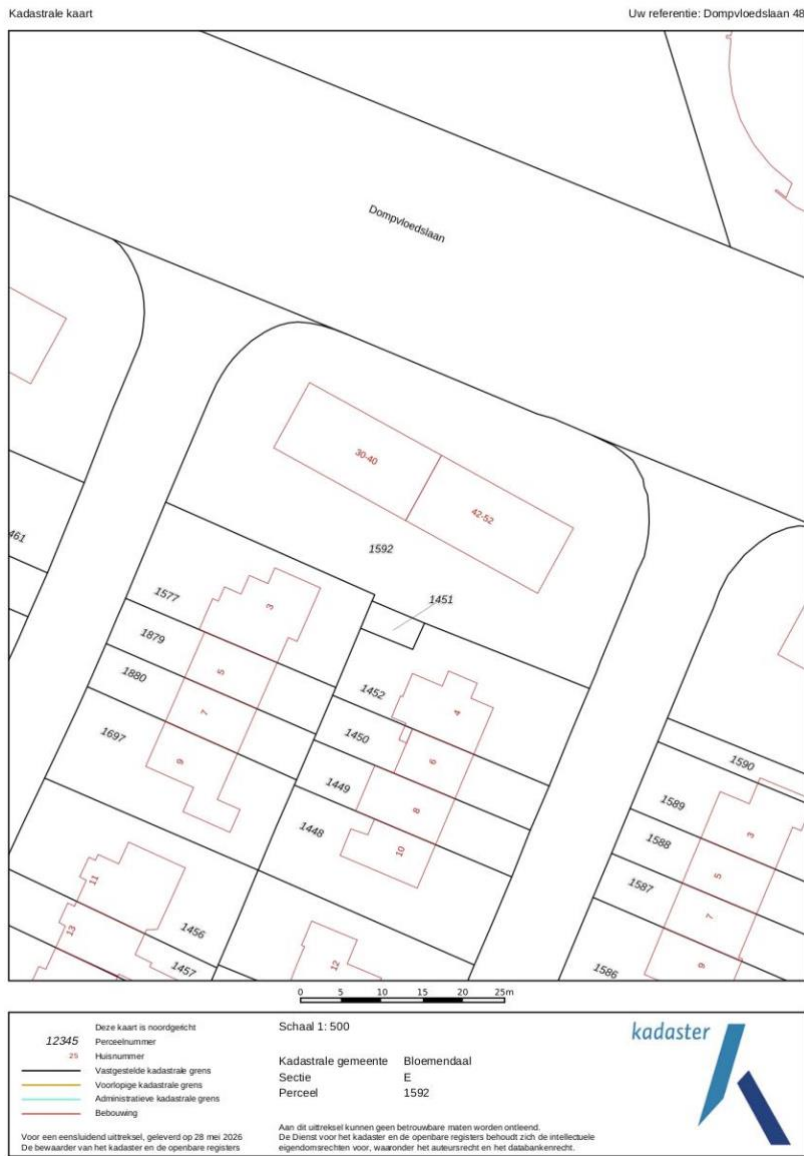 Kadastrale kaart
Uw referentie: Dompvloedslaan 48
Dompvloedslaan
30-40
42-52
461
1592
1451
1577
3
1879
5
1452
4
1880
7
1450
6
1697
9
1449
8
1448
10
1590
1589
3
1588
5
1587
7
1586
9
11
13
1456
1457
12
0 5 10 15 20 25m
Deze kaart is noordgericht
12345 Perceelnummer
25 Huisnummer
Vastgestelde kadastrale grens
Voorlopige kadastrale grens
Administratieve kadastrale grens
Bebouwing
Voor een eensluidend uittreksel, geleverd op 28 mei 2026
De bewaarder van het kadaster en de openbare registers
Schaal 1: 500
Kadastrale gemeente Bloemendaal
Sectie E
Perceel 1592
Aan dit uittreksel kunnen geen betrouwbare maten worden ontleend.
De Dienst voor het kadaster en de openbare registers behoudt zich de intellectuele
eigendomsrechten voor, waaronder het auteursrecht en het databankenrecht.
kadaster